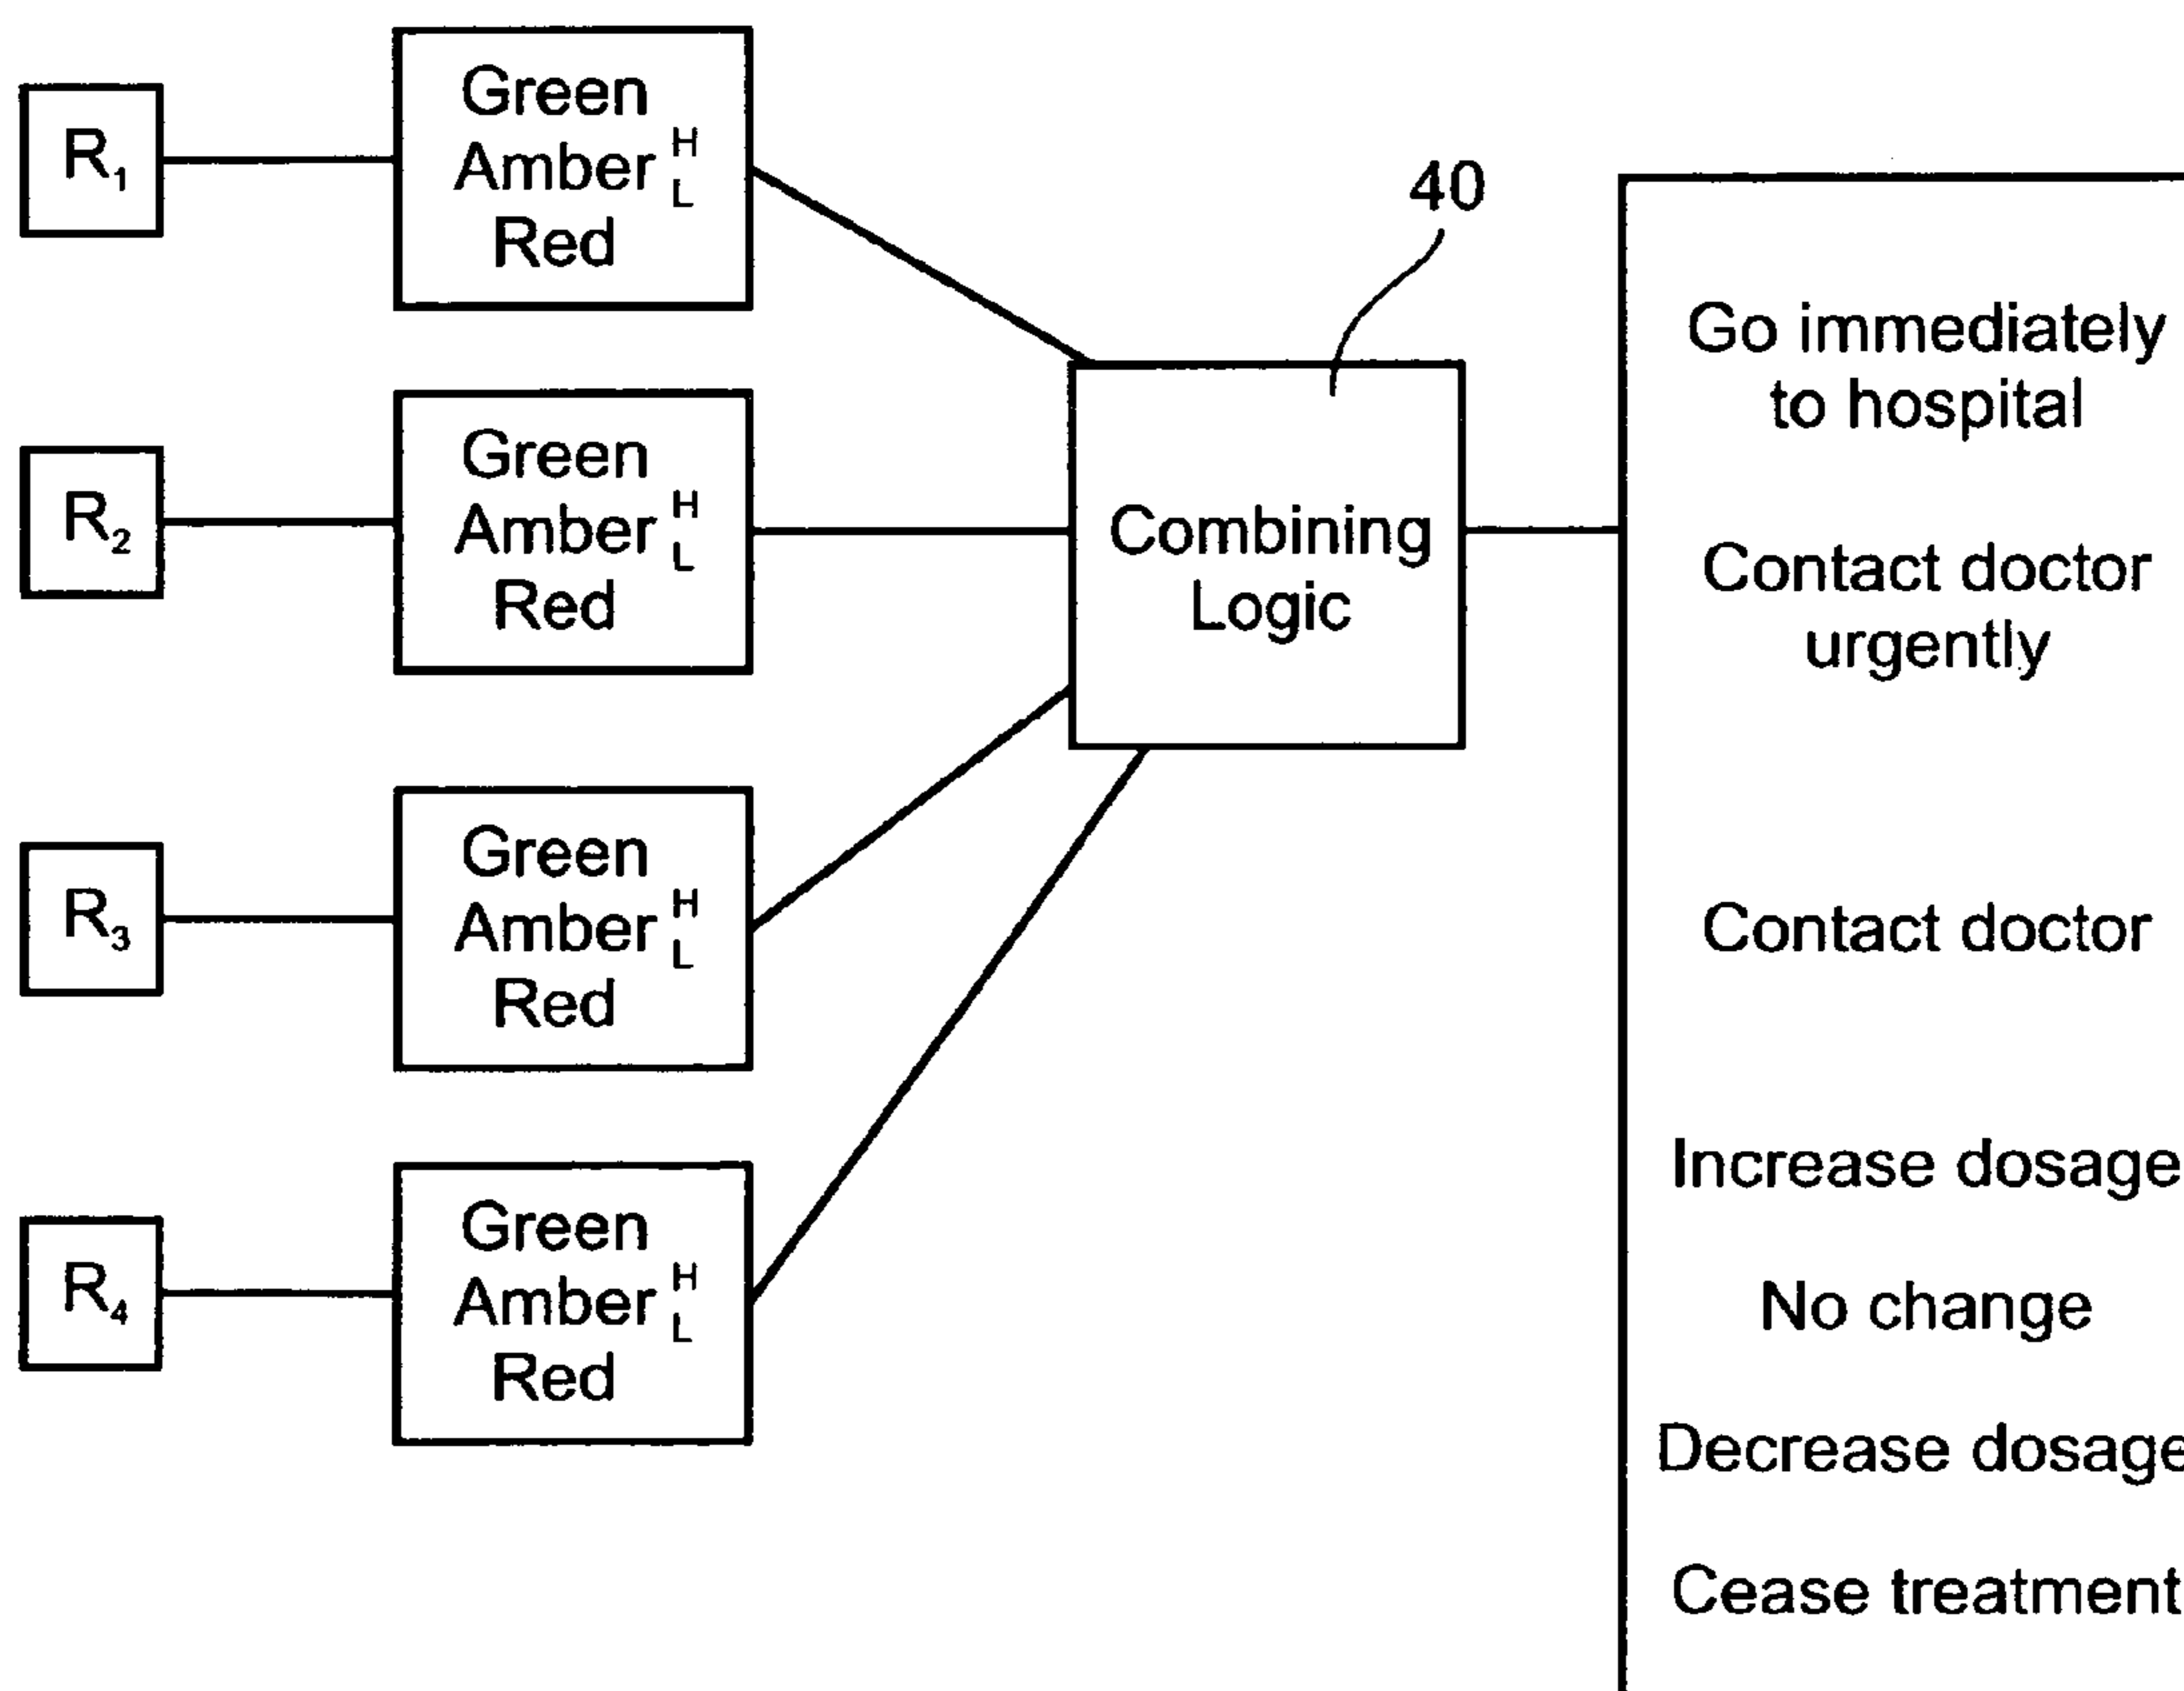 R1
Green
Amber H
L
Red
R2
Green
Amber H
L
Red
R3
Green
Amber H
L
Red
R4
Green
Amber H
L
Red
40
Combining
Logic
Go immediately
to hospital
Contact doctor
urgently
Contact doctor
Increase dosage
No change
Decrease dosage
Cease treatment